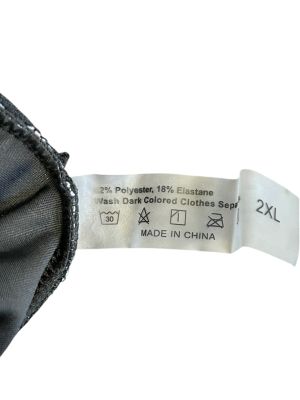 2% Polyester, 18% Elastane
Wash Dark Colored Clothes Sepa
30
MADE IN CHINA
2XL